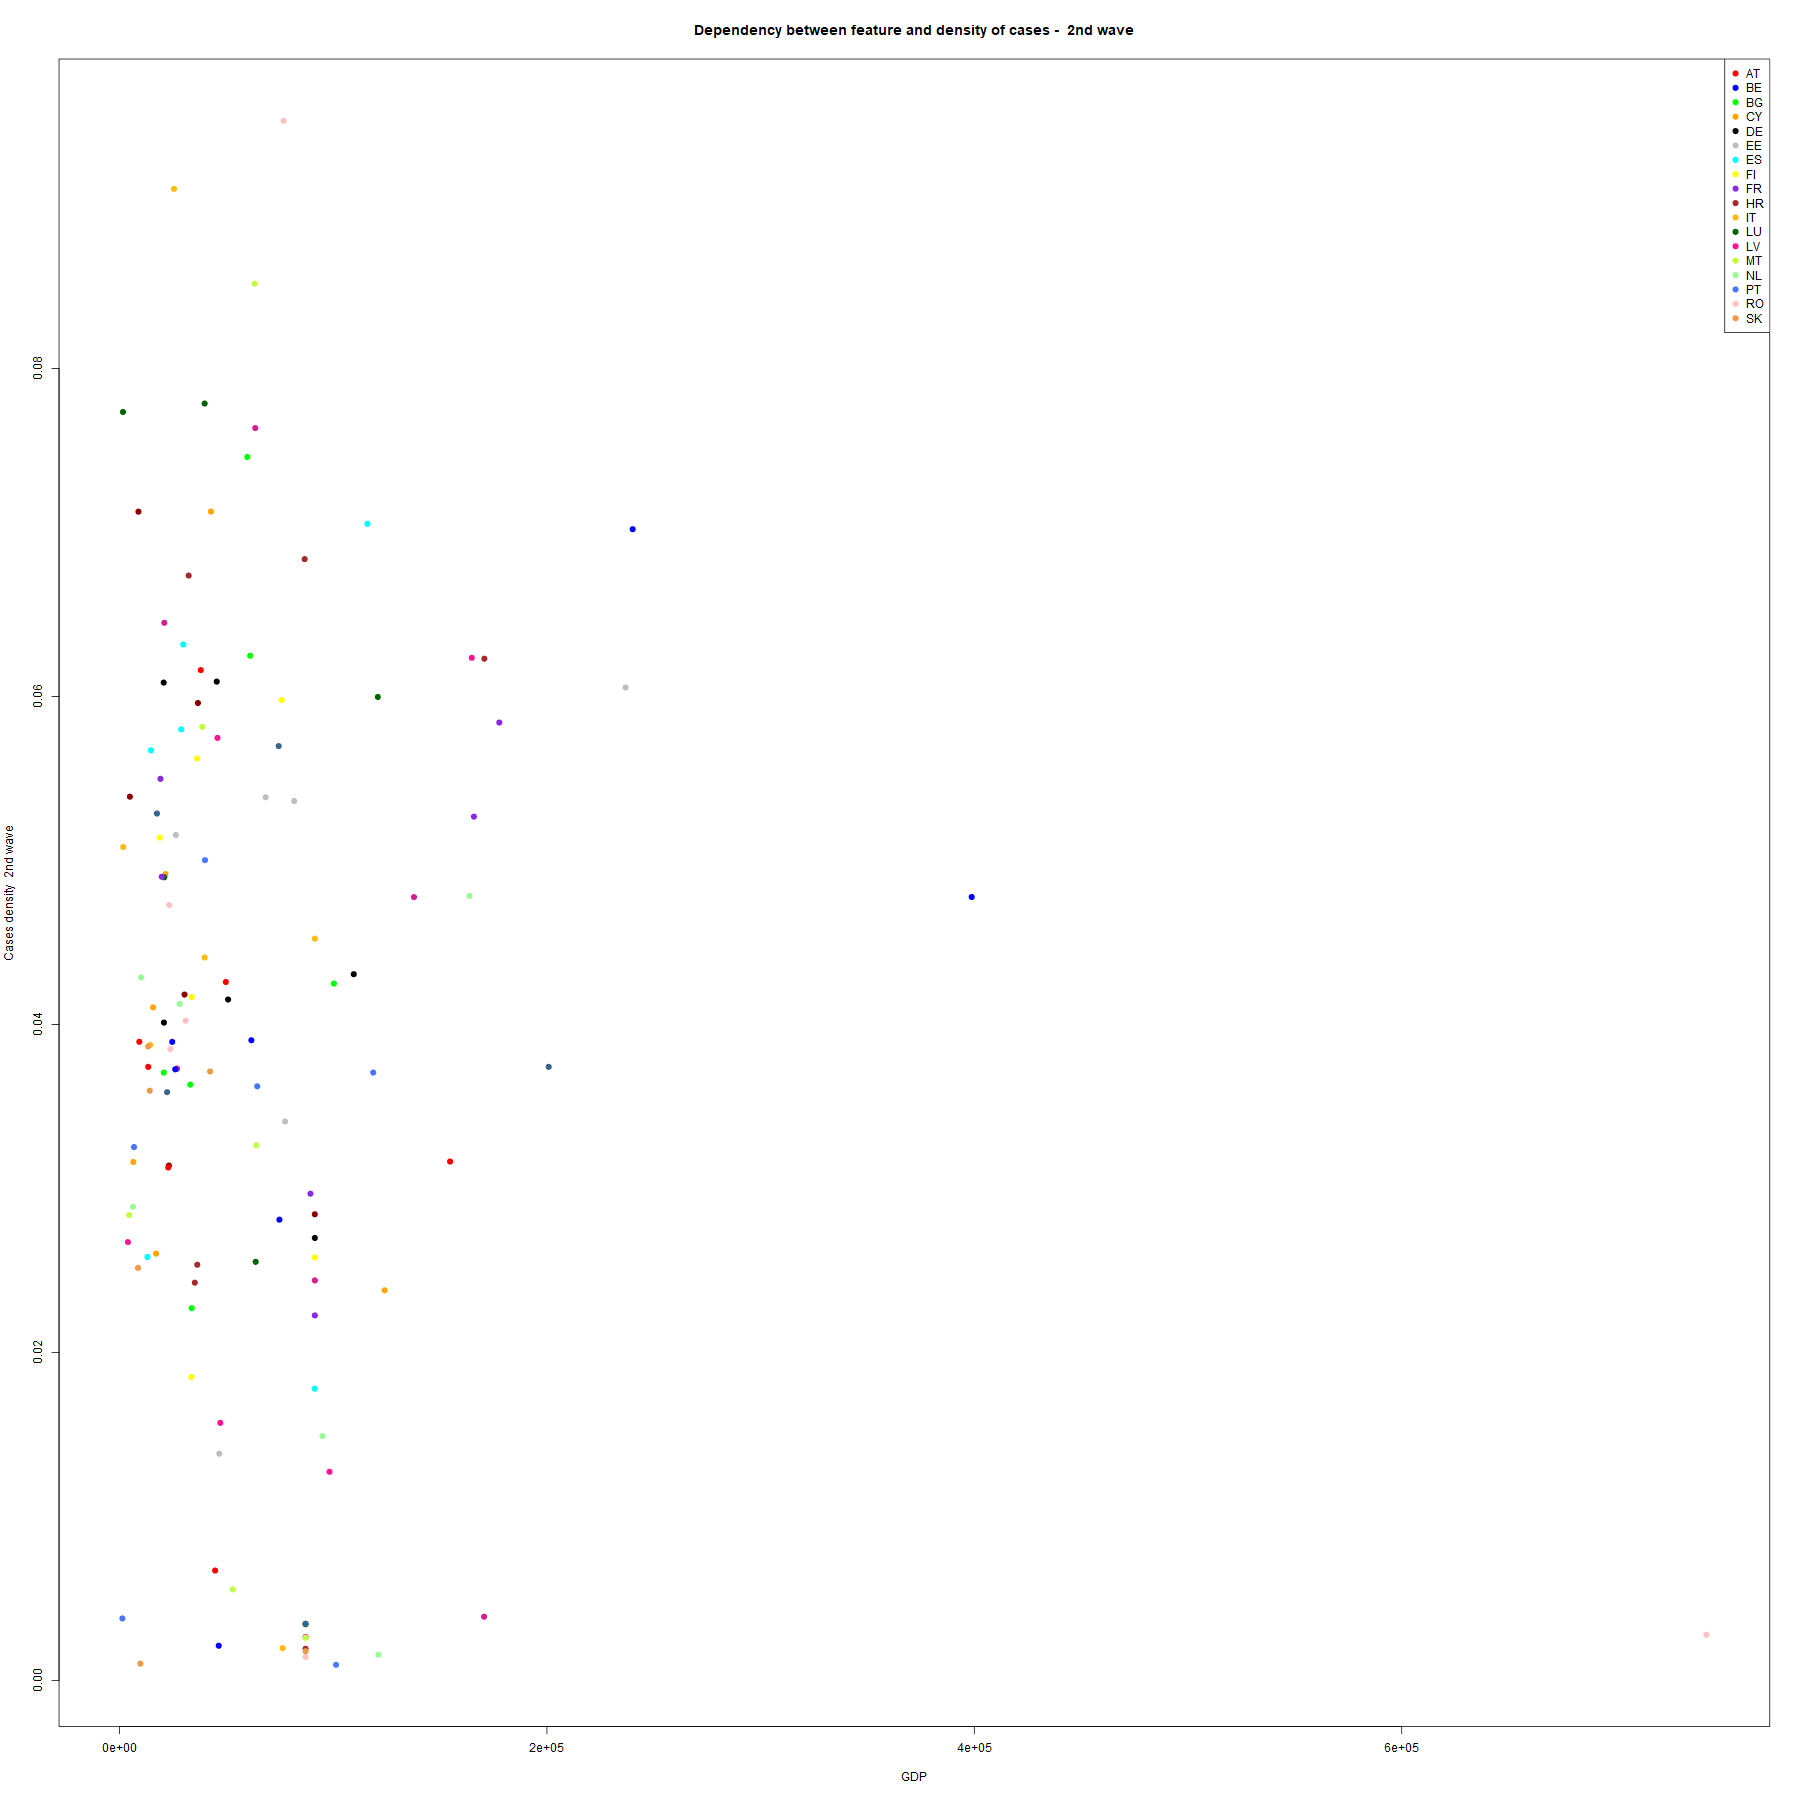 Dependency between feature and density of cases -  2nd wave
AT
BE
BG
CY
DE
EE
ES
FI
FR
HR
IT
LU
LV
MT
NL
PT
RO
SK
Cases density  2nd wave
0.08
0.06
0.04
0.02
0.00
0e+00 2e+05 4e+05 6e+05
GDP